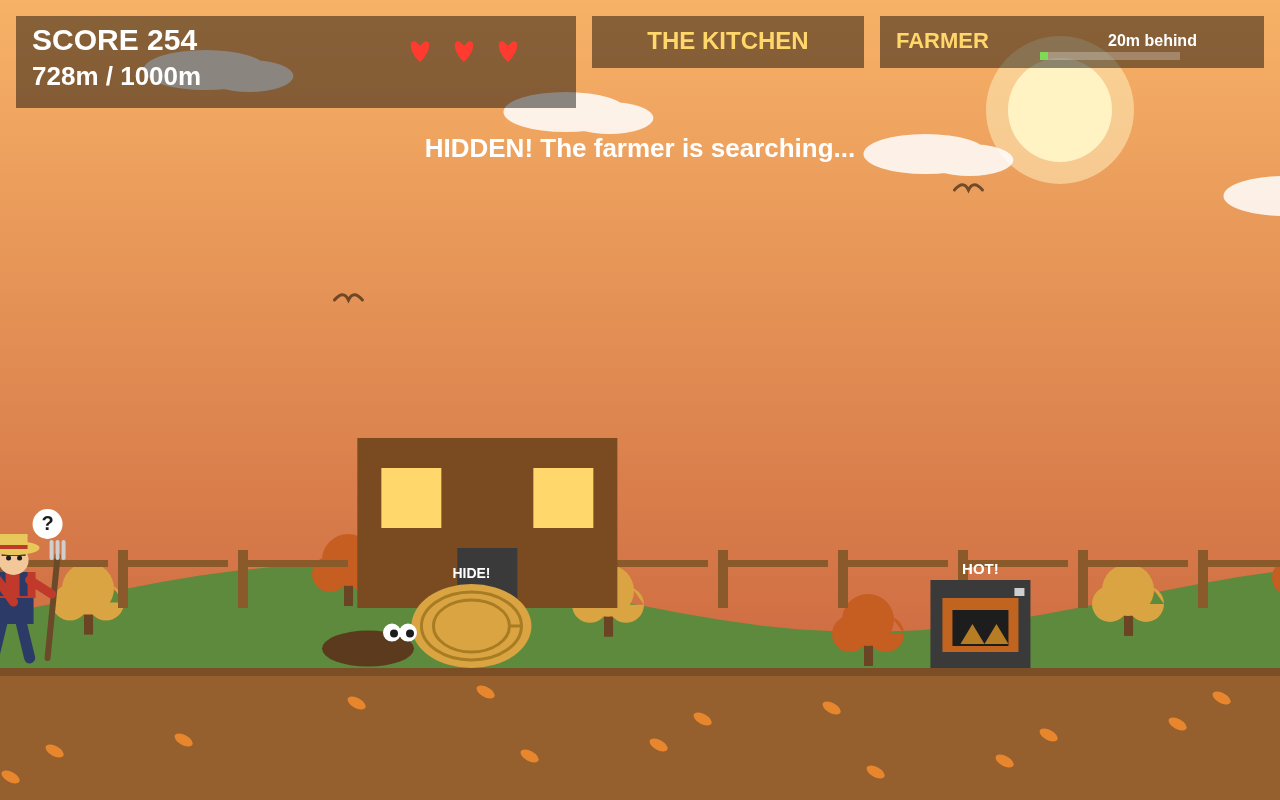 SCORE 254
728m / 1000m
THE KITCHEN
FARMER
20m behind
HIDDEN! The farmer is searching...
?
HIDE!
HOT!